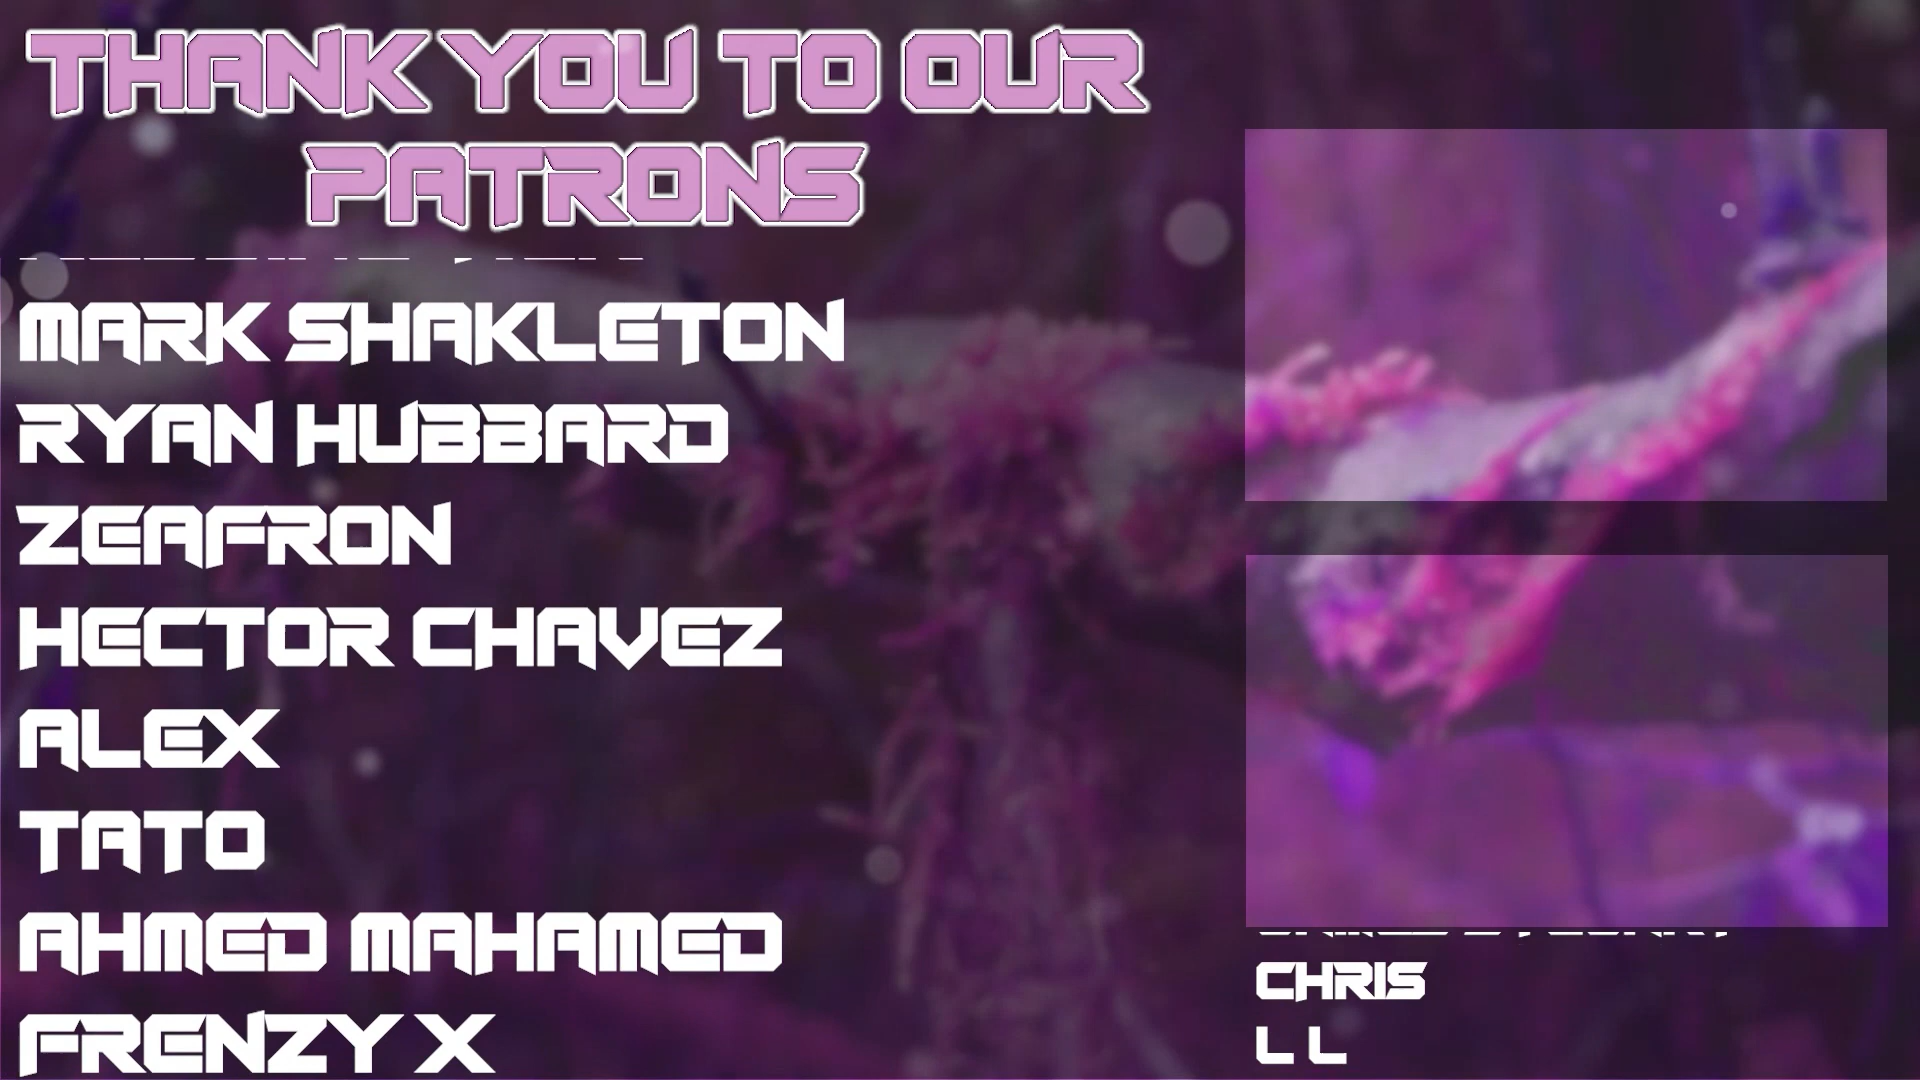 THANK YOU TO OUR
PATRONS
MARK SHAKLETON
RYAN HUBBARD
ZEAFRON
HECTOR CHAVEZ
ALEX
TATO
AHMED MAHAMED
FRENZY X
CHRIS
L L